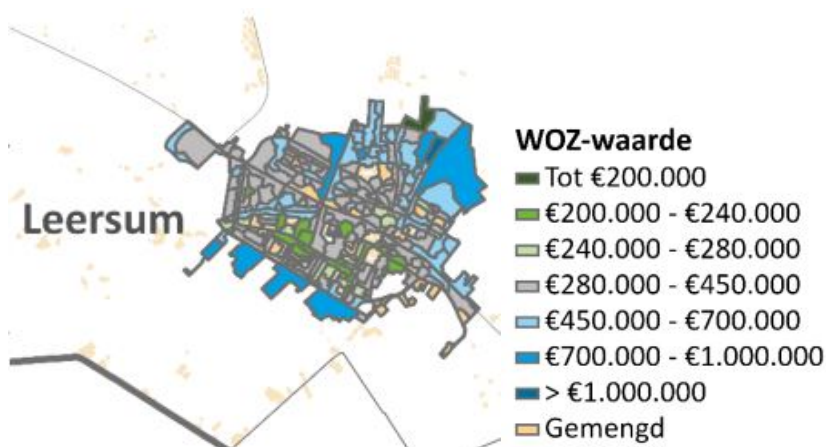 Leersum
WOZ-waarde
Tot €200.000
€200.000 - €240.000
€240.000 - €280.000
€280.000 - €450.000
€450.000 - €700.000
€700.000 - €1.000.000
> €1.000.000
Gemengd